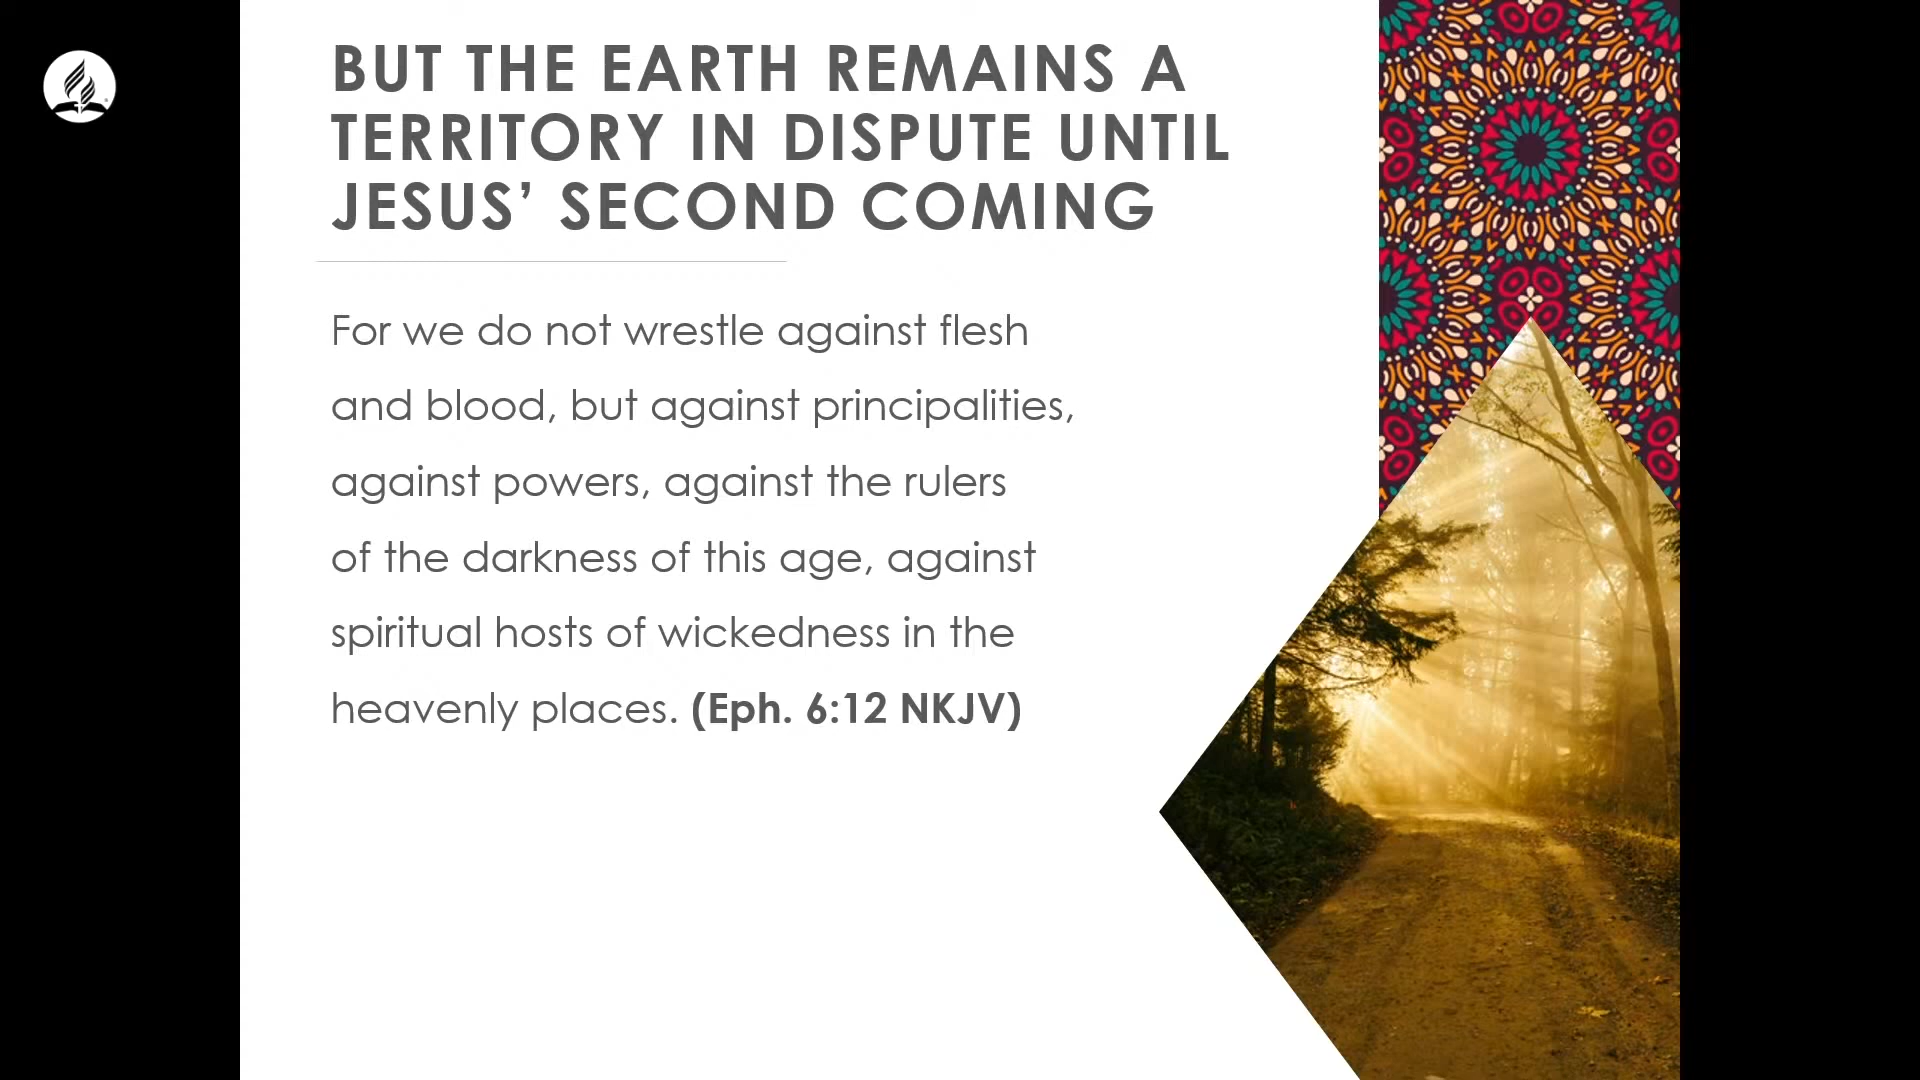 BUT THE EARTH REMAINS A
TERRITORY IN DISPUTE UNTIL
JESUS’ SECOND COMING
For we do not wrestle against flesh
and blood, but against principalities,
against powers, against the rulers
of the darkness of this age, against
spiritual hosts of wickedness in the
heavenly places. (Eph. 6:12 NKJV)